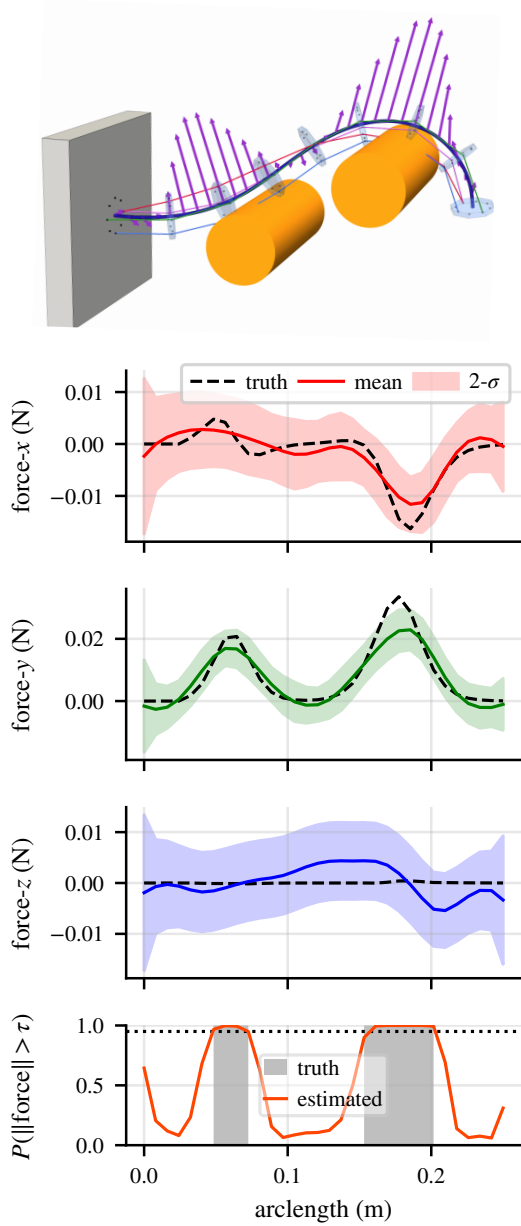 truth mean 2-σ
0.01
0.00
−0.01
force-x (N)
0.02
0.00
force-y (N)
0.01
0.00
−0.01
force-z (N)
1.0
0.5
0.0
P(||force|| > τ)
truth
estimated
0.0 0.1 0.2
arclength (m)